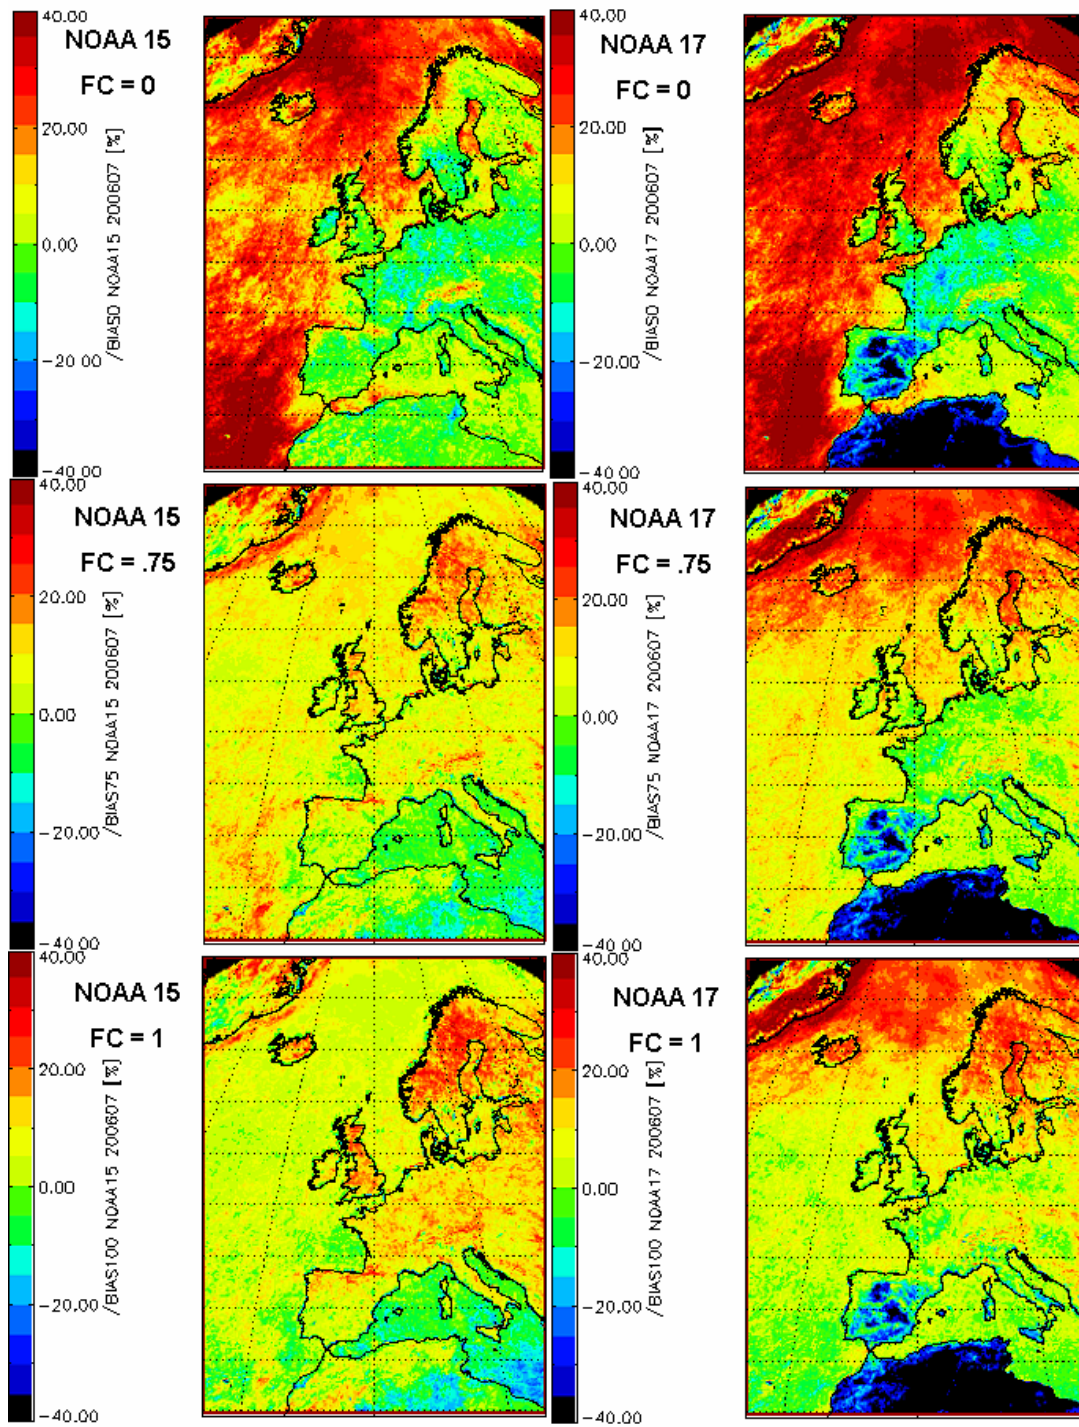 40.00
NOAA 15
FC = 0
20.00
0.00
-20.00
-40.00
/BIAS0 NOAA15 200607 [%]
40.00
NOAA 17
FC = 0
20.00
0.00
-20.00
-40.00
/BIAS0 NOAA17 200607 [%]
40.00
NOAA 15
FC = .75
20.00
0.00
-20.00
-40.00
/BIAS75 NOAA15 200607 [%]
40.00
NOAA 17
FC = .75
20.00
0.00
-20.00
-40.00
/BIAS75 NOAA17 200607 [%]
40.00
NOAA 15
FC = 1
20.00
0.00
-20.00
-40.00
/BIAS100 NOAA15 200607 [%]
40.00
NOAA 17
FC = 1
20.00
0.00
-20.00
-40.00
/BIAS100 NOAA17 200607 [%]